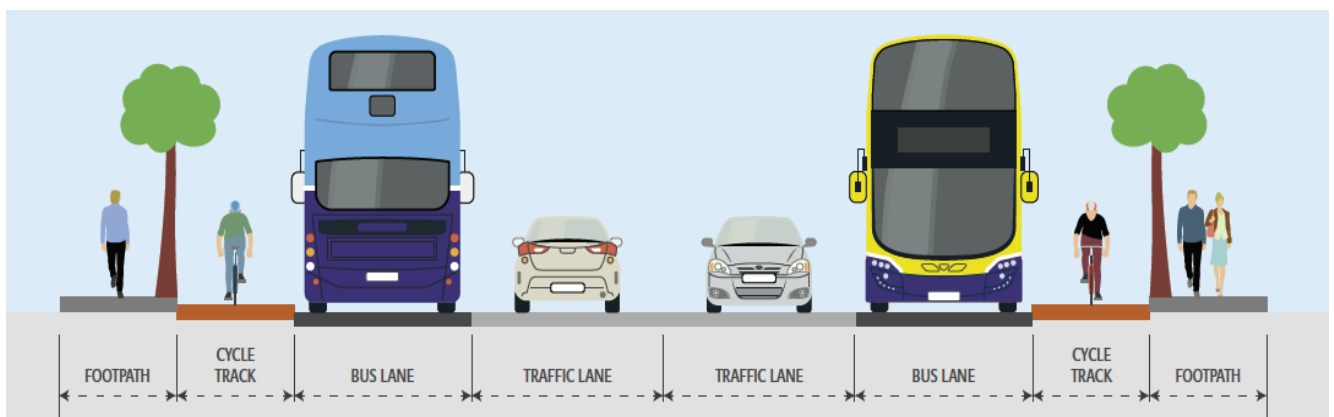 FOOTPATH
CYCLE
TRACK
BUS LANE
TRAFFIC LANE
TRAFFIC LANE
BUS LANE
CYCLE
TRACK
FOOTPATH